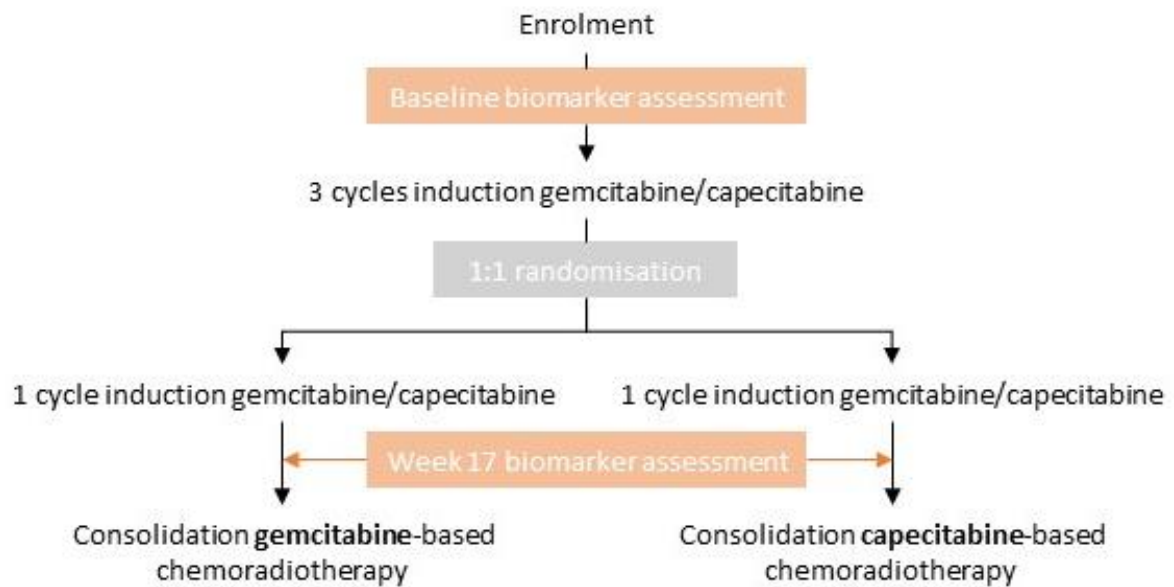 Enrolment
Baseline biomarker assessment
3 cycles induction gemcitabine/capecitabine
1:1 randomisation
1 cycle induction gemcitabine/capecitabine
1 cycle induction gemcitabine/capecitabine
Week 17 biomarker assessment
Consolidation gemcitabine-based
chemoradiotherapy
Consolidation capecitabine-based
chemoradiotherapy